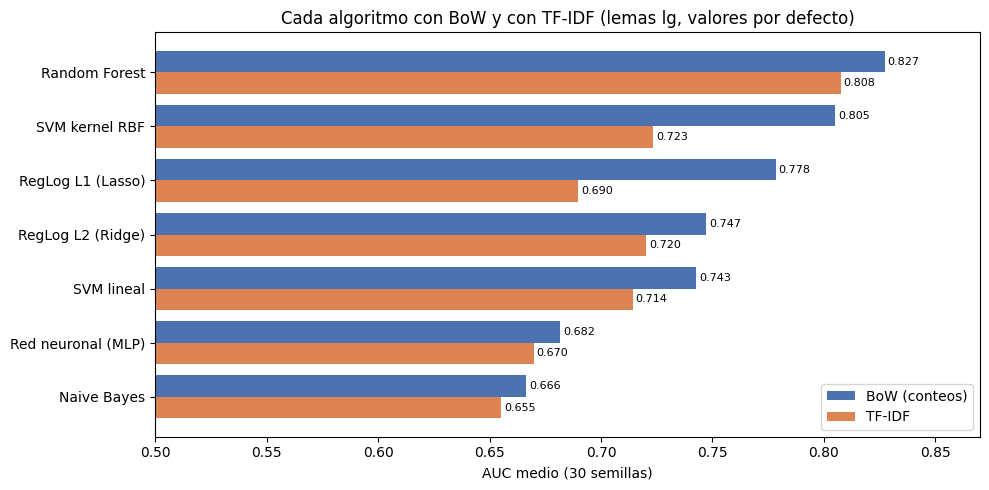 Cada algoritmo con BoW y con TF-IDF (lemas lg, valores por defecto)
Random Forest
0.827
0.808
SVM kernel RBF
0.805
0.723
RegLog L1 (Lasso)
0.778
0.690
RegLog L2 (Ridge)
0.747
0.720
SVM lineal
0.743
0.714
Red neuronal (MLP)
0.682
0.670
Naive Bayes
0.666
0.655
BoW (conteos)
TF-IDF
0.50 0.55 0.60 0.65 0.70 0.75 0.80 0.85
AUC medio (30 semillas)